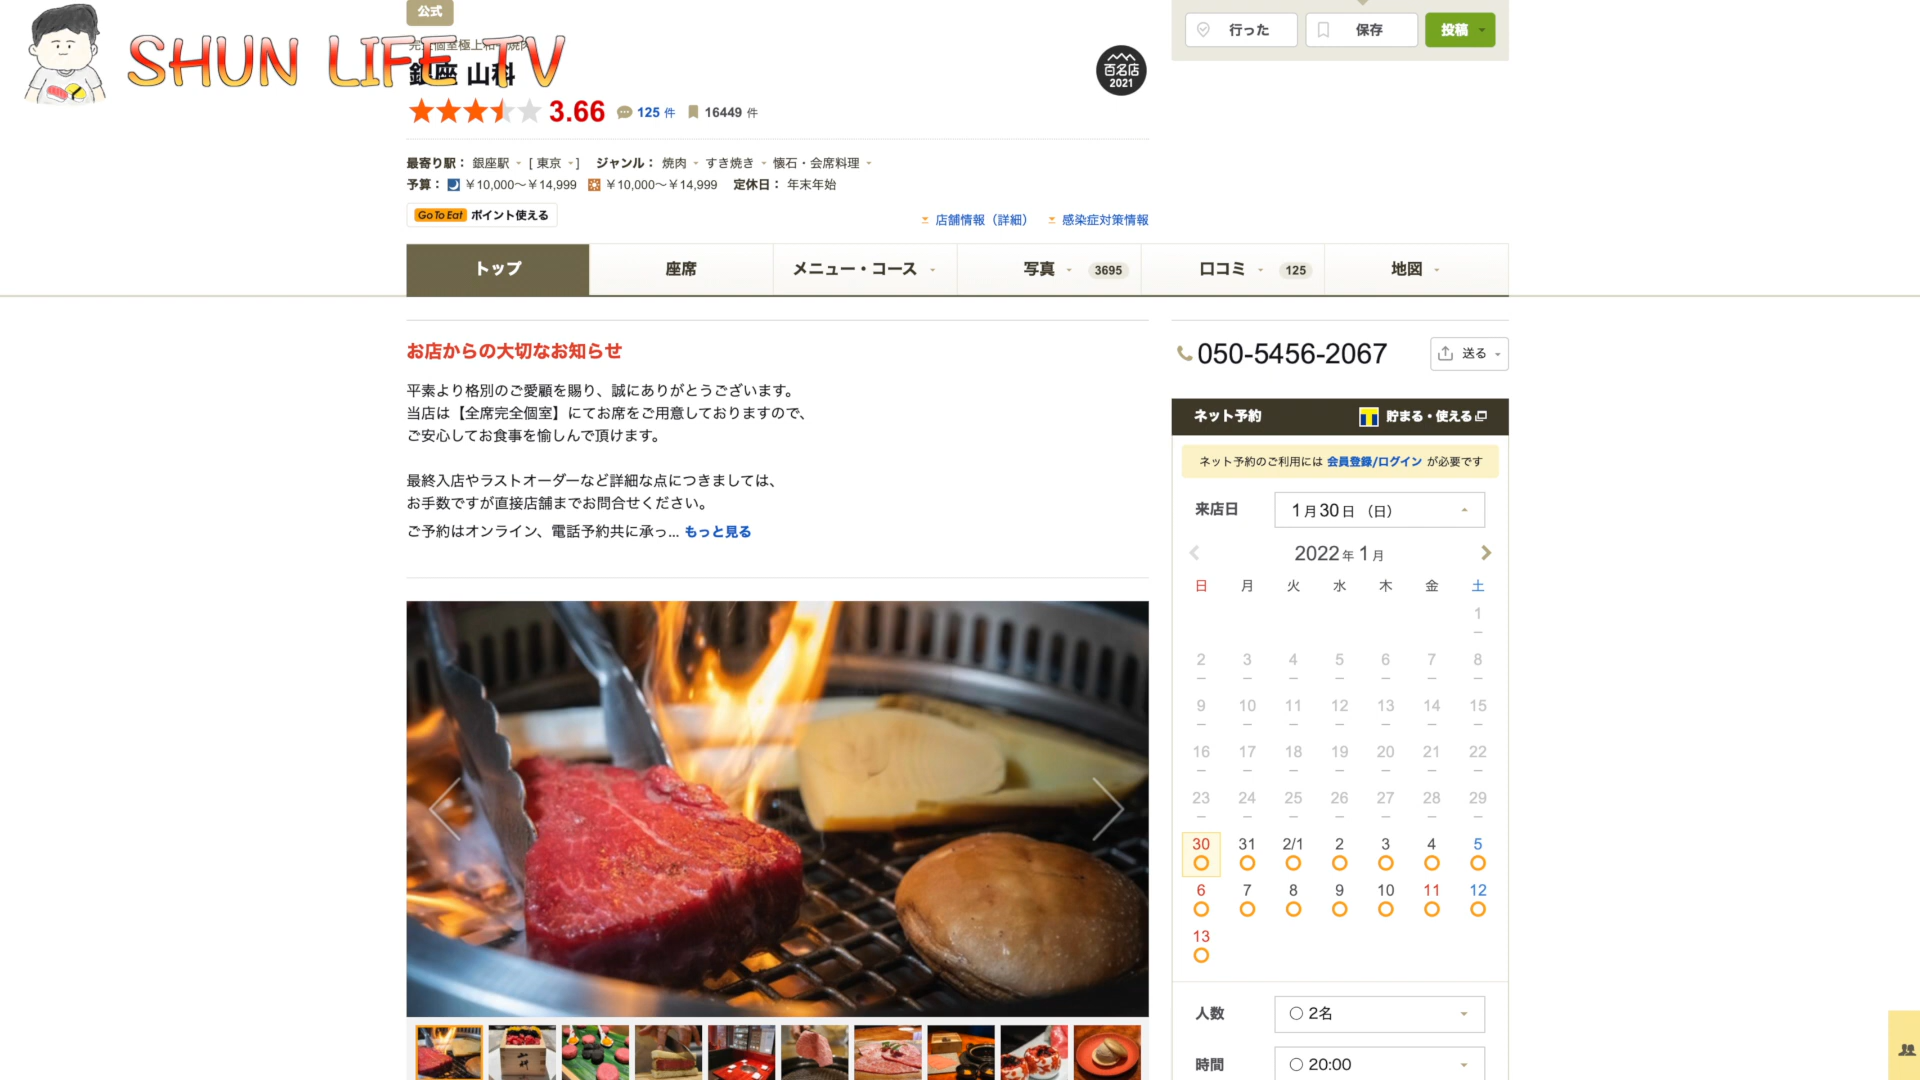 公式
SHUN LIFE TV
銀座 山科
百名店
2021
3.66 125 件 16449 件
行った
保存
投稿
最寄り駅： 銀座駅 [ 東京 ] ジャンル： 焼肉 すき焼き 懐石・会席料理
予算： ￥10,000～￥14,999 ￥10,000～￥14,999 定休日： 年末年始
Go To Eat ポイント使える
店舗情報（詳細） 感染症対策情報
トップ 座席 メニュー・コース 写真 3695 口コミ 125 地図
お店からの大切なお知らせ
平素より格別のご愛顧を賜り、誠にありがとうございます。
当店は【全席完全個室】にてお席をご用意しておりますので、
ご安心してお食事を愉しんで頂けます。
最終入店やラストオーダーなど詳細な点につきましては、
お手数ですが直接店舗までお問合せください。
ご予約はオンライン、電話予約共に承っ... もっと見る
050-5456-2067
送る
ネット予約 貯まる・使える
ネット予約のご利用には 会員登録/ログイン が必要です
来店日 1月30日 （日）
2022年 1月
日 月 火 水 木 金 土
1
2 3 4 5 6 7 8
9 10 11 12 13 14 15
16 17 18 19 20 21 22
23 24 25 26 27 28 29
30 31 2/1 2 3 4 5
6 7 8 9 10 11 12
13
人数 2名
時間 20:00